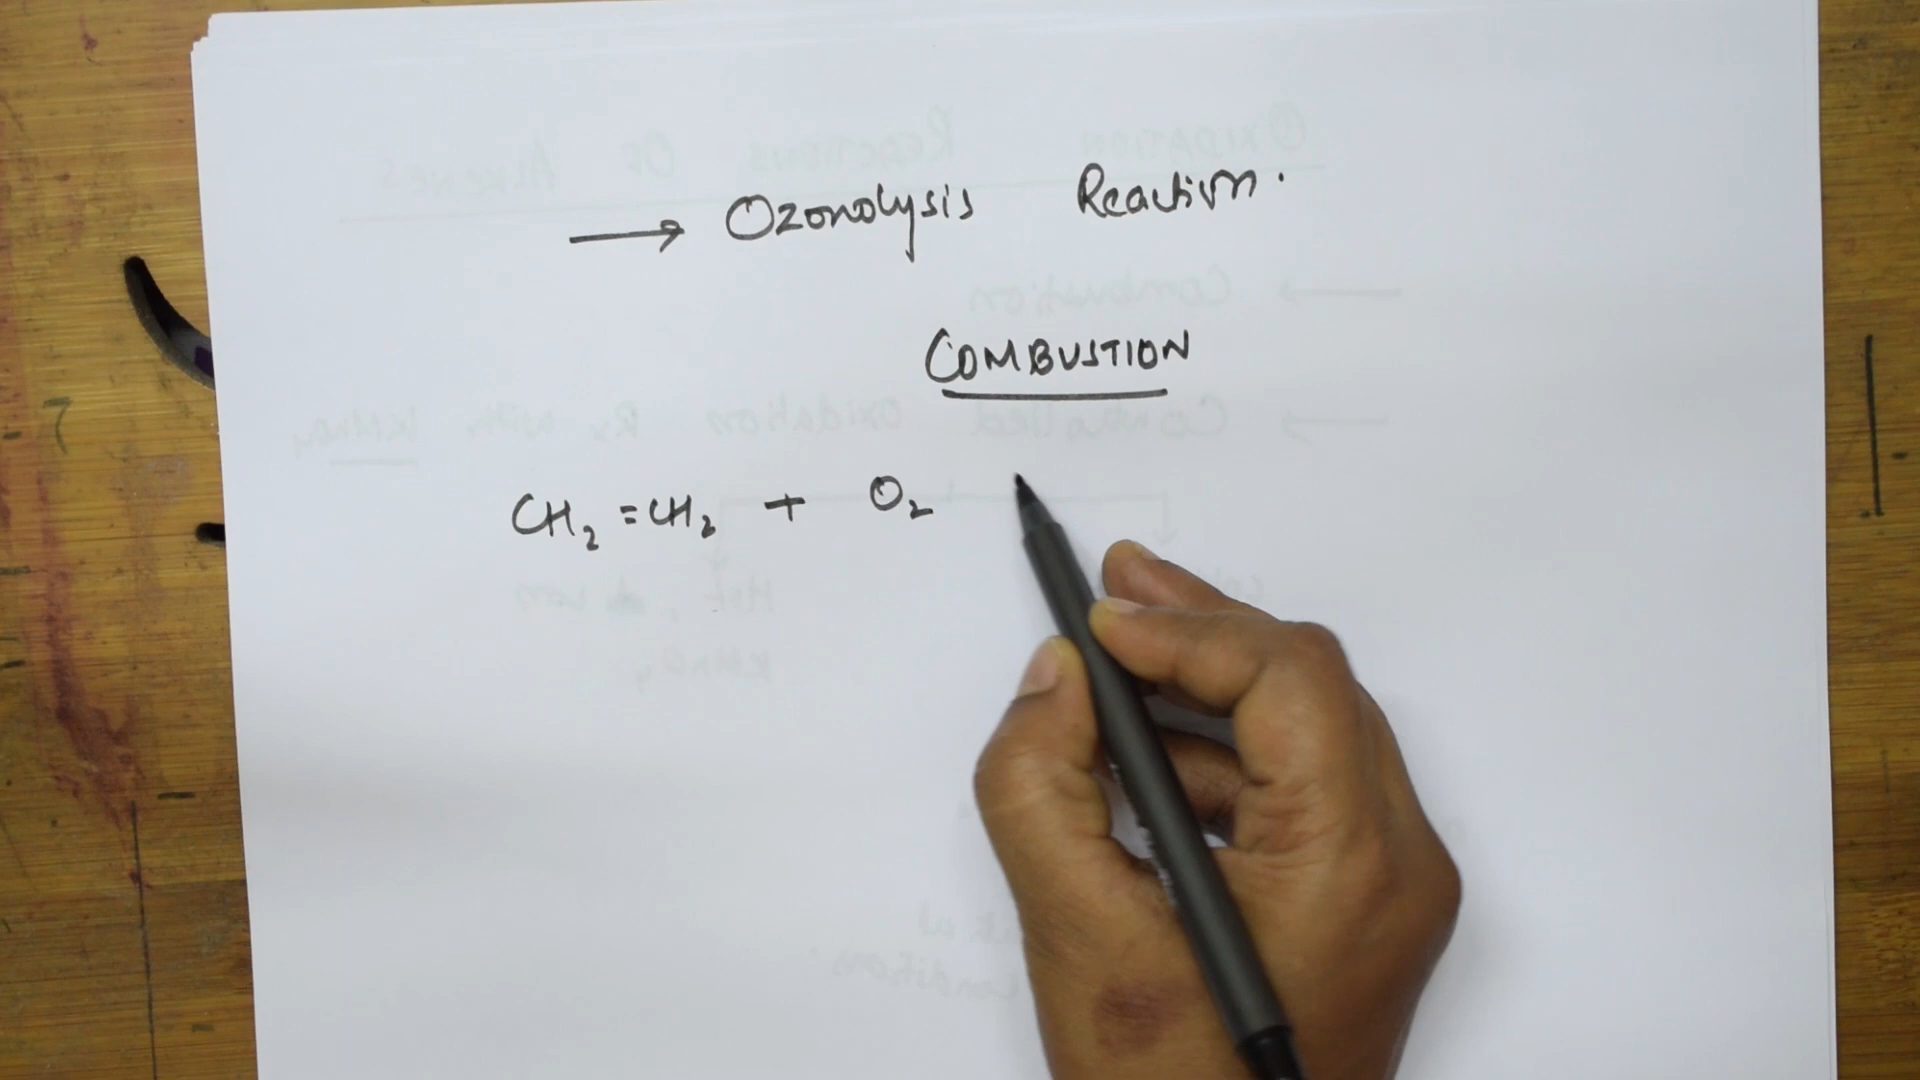 → Ozonolysis Reaction.
COMBUSTION
CH₂ = CH₂ + O₂